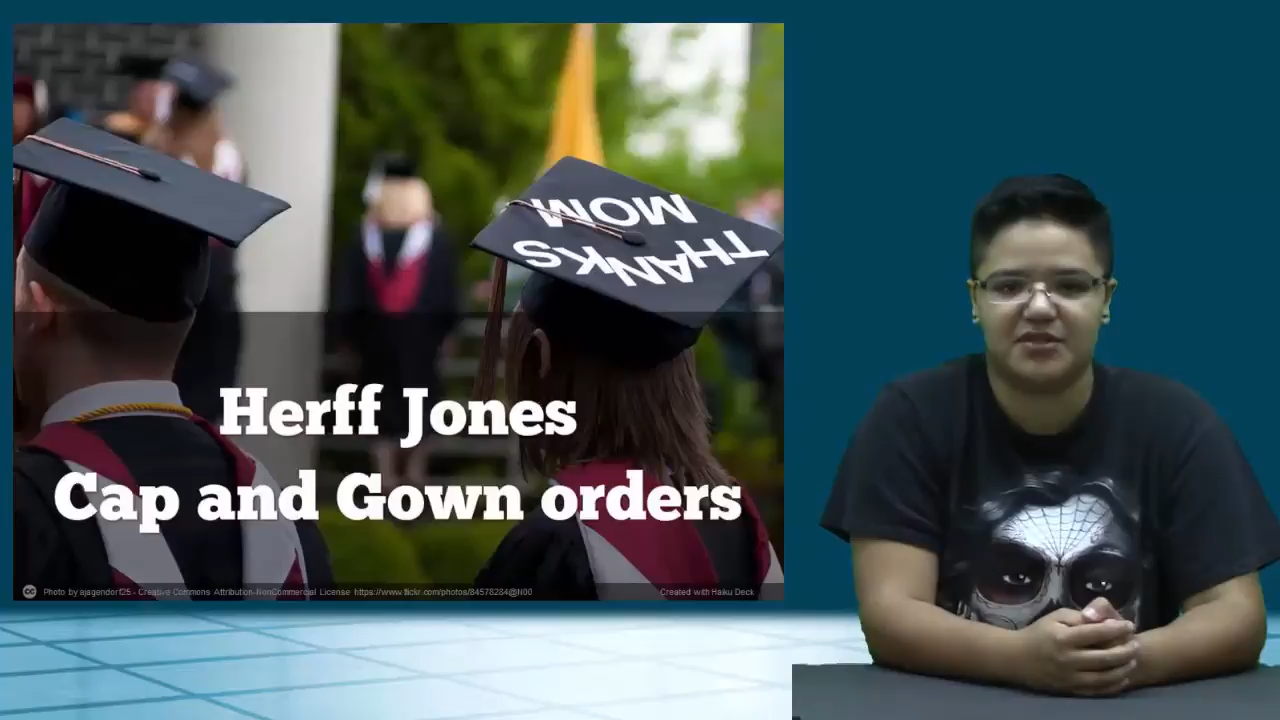 THANKS
MOM
Herff Jones
Cap and Gown orders
Photo by ajagendorf25 - Creative Commons Attribution-NonCommercial License https://www.flickr.com/photos/84578284@N00
Created with Haiku Deck